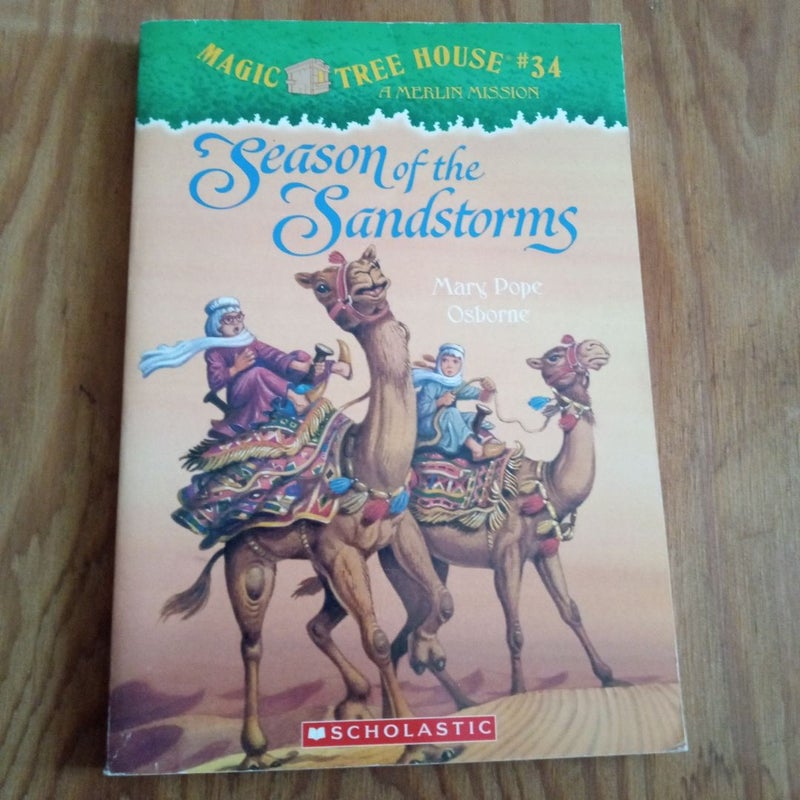 MAGIC TREE HOUSE® #34
A MERLIN MISSION
Season of the
Sandstorms
Mary Pope
Osborne
SCHOLASTIC